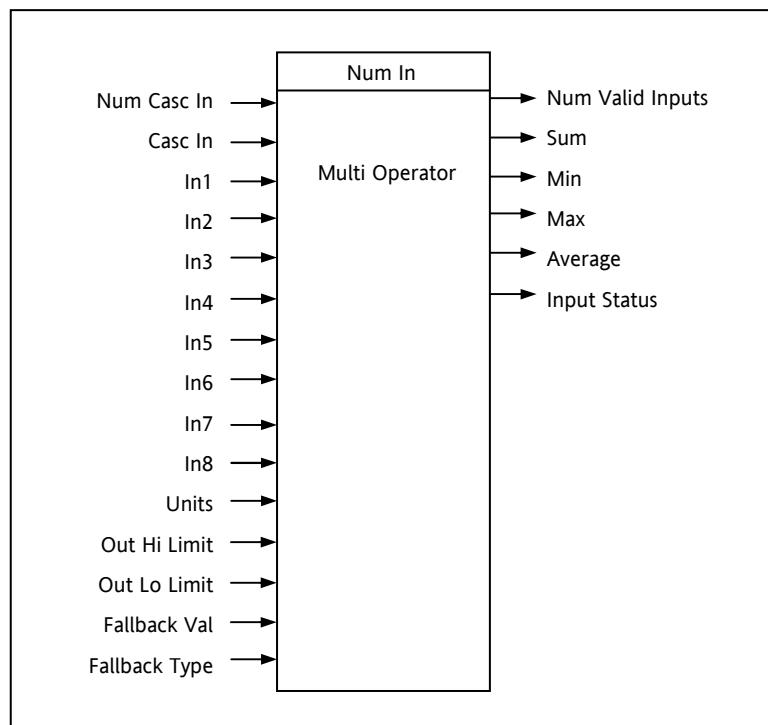 Num In
Multi Operator
Num Casc In
Casc In
In1
In2
In3
In4
In5
In6
In7
In8
Units
Out Hi Limit
Out Lo Limit
Fallback Val
Fallback Type
Num Valid Inputs
Sum
Min
Max
Average
Input Status